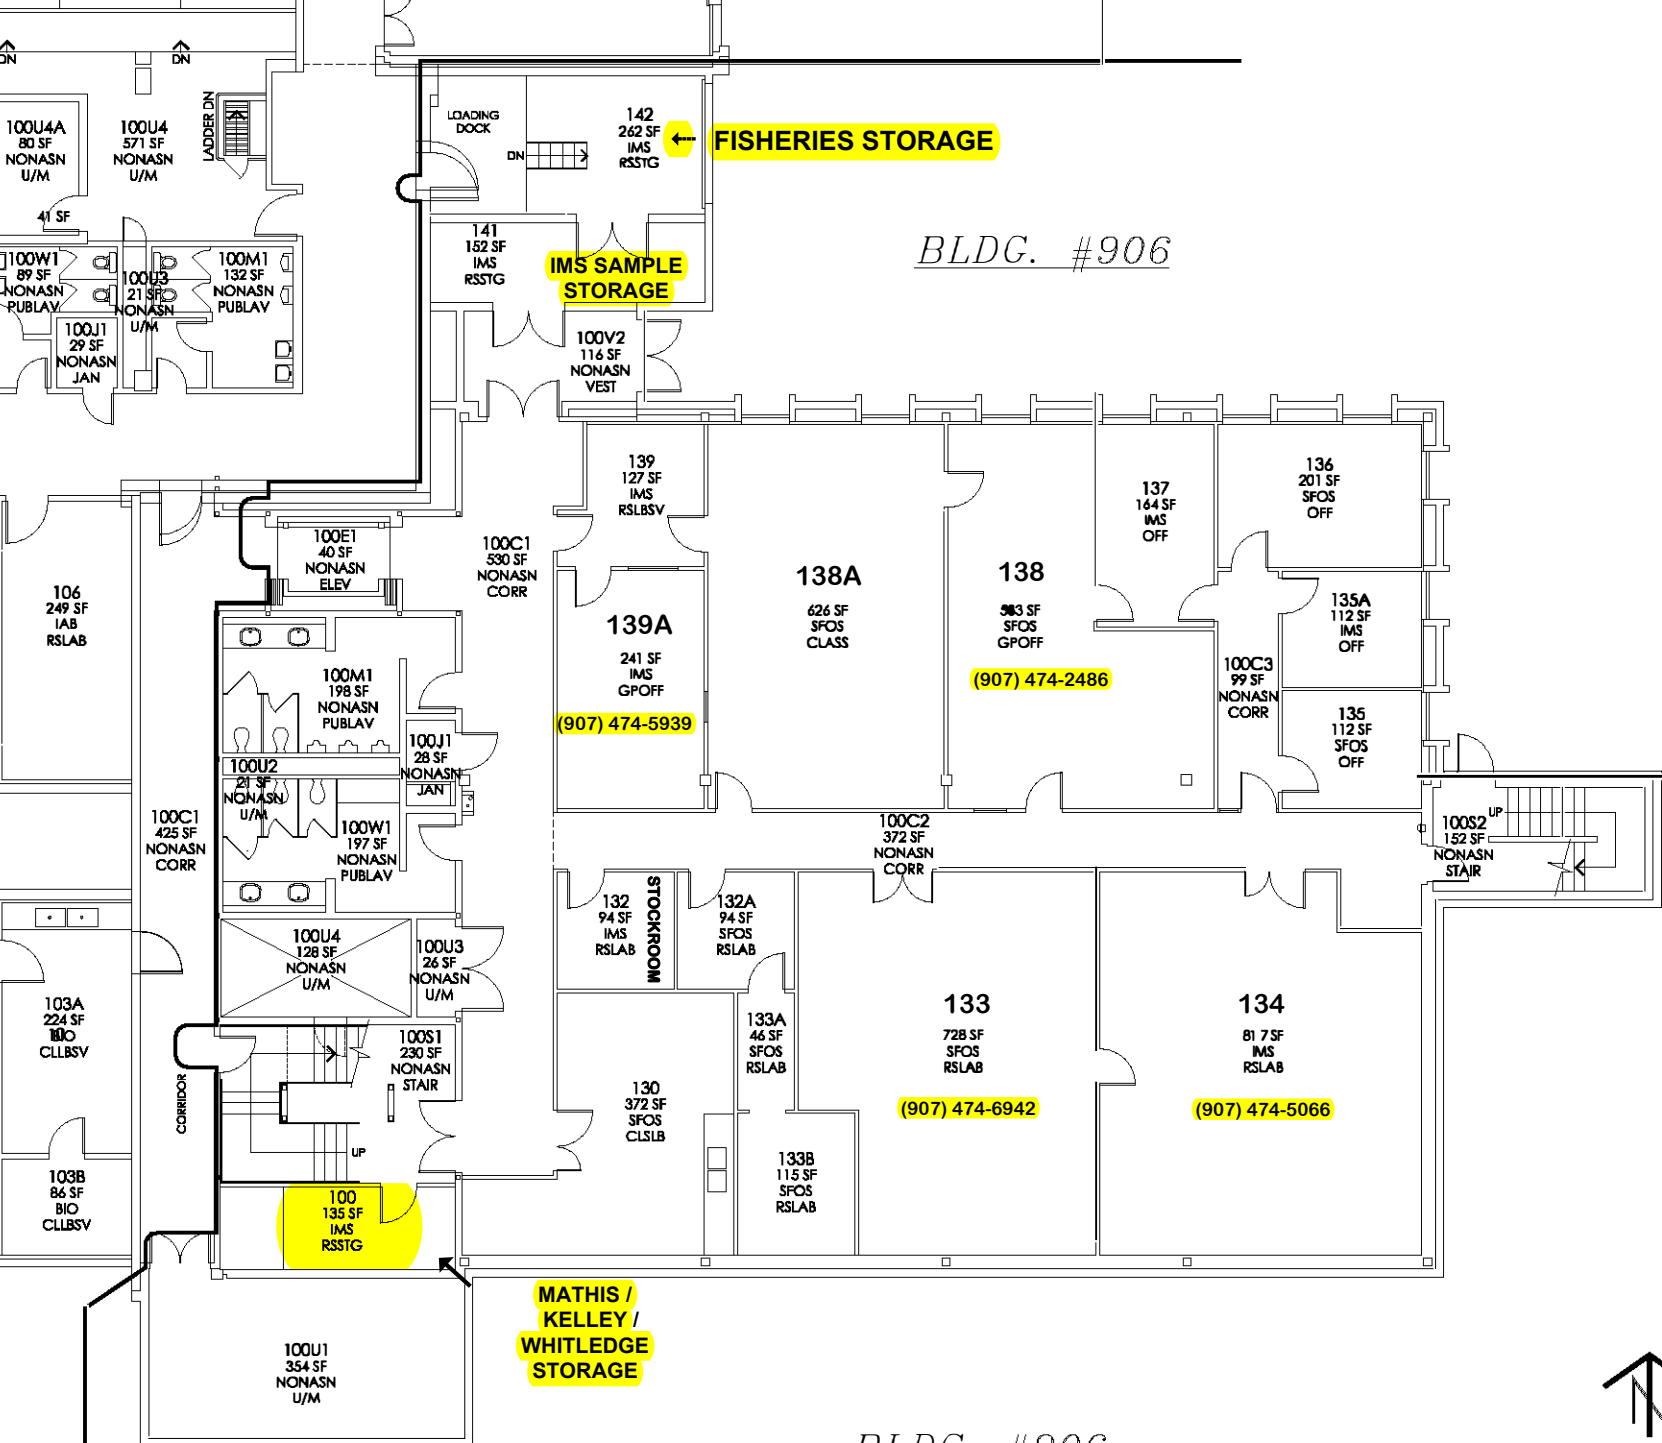 DN
DN
LADDER DN
100U4A
80 SF
NONASN
U/M
100U4
571 SF
NONASN
U/M
41 SF
LOADING
DOCK
DN
142
262 SF
IMS
RSSTG
FISHERIES STORAGE
BLDG. #906
100W1
89 SF
NONASN
PUBLAV
100U3
21 SF
NONASN
U/M
100M1
132 SF
NONASN
PUBLAV
100J1
29 SF
NONASN
JAN
141
152 SF
IMS
RSSTG
IMS SAMPLE
STORAGE
100V2
116 SF
NONASN
VEST
139
127 SF
IMS
RSLBSV
137
164 SF
IMS
OFF
136
201 SF
SFOS
OFF
100E1
40 SF
NONASN
ELEV
100C1
530 SF
NONASN
CORR
106
249 SF
IAB
RSLAB
139A
241 SF
IMS
GPOFF
(907) 474-5939
138A
626 SF
SFOS
CLASS
138
SF
SFOS
GPOFF
(907) 474-2486
135A
112 SF
IMS
OFF
100C3
99 SF
NONASN
CORR
135
112 SF
SFOS
OFF
100M1
198 SF
NONASN
PUBLAV
100J1
28 SF
NONASN
JAN
100U2
21 SF
NONASN
U/M
100C1
425 SF
NONASN
CORR
100W1
197 SF
NONASN
PUBLAV
100C2
372 SF
NONASN
CORR
UP
100S2
152 SF
NONASN
STAIR
132
94 SF
IMS
RSLAB
STOCKROOM
132A
94 SF
SFOS
RSLAB
100U4
128 SF
NONASN
U/M
100U3
26 SF
NONASN
U/M
103A
224 SF
BIO
CLLBSV
100S1
230 SF
NONASN
STAIR
UP
CORRIDOR
133A
46 SF
SFOS
RSLAB
133
728 SF
SFOS
RSLAB
(907) 474-6942
134
817 SF
IMS
RSLAB
(907) 474-5066
130
372 SF
SFOS
CLSLB
133B
115 SF
SFOS
RSLAB
103B
86 SF
BIO
CLLBSV
100
135 SF
IMS
RSSTG
MATHIS /
KELLEY /
WHITLEDGE
STORAGE
100U1
354 SF
NONASN
U/M
N
BLDG. #906